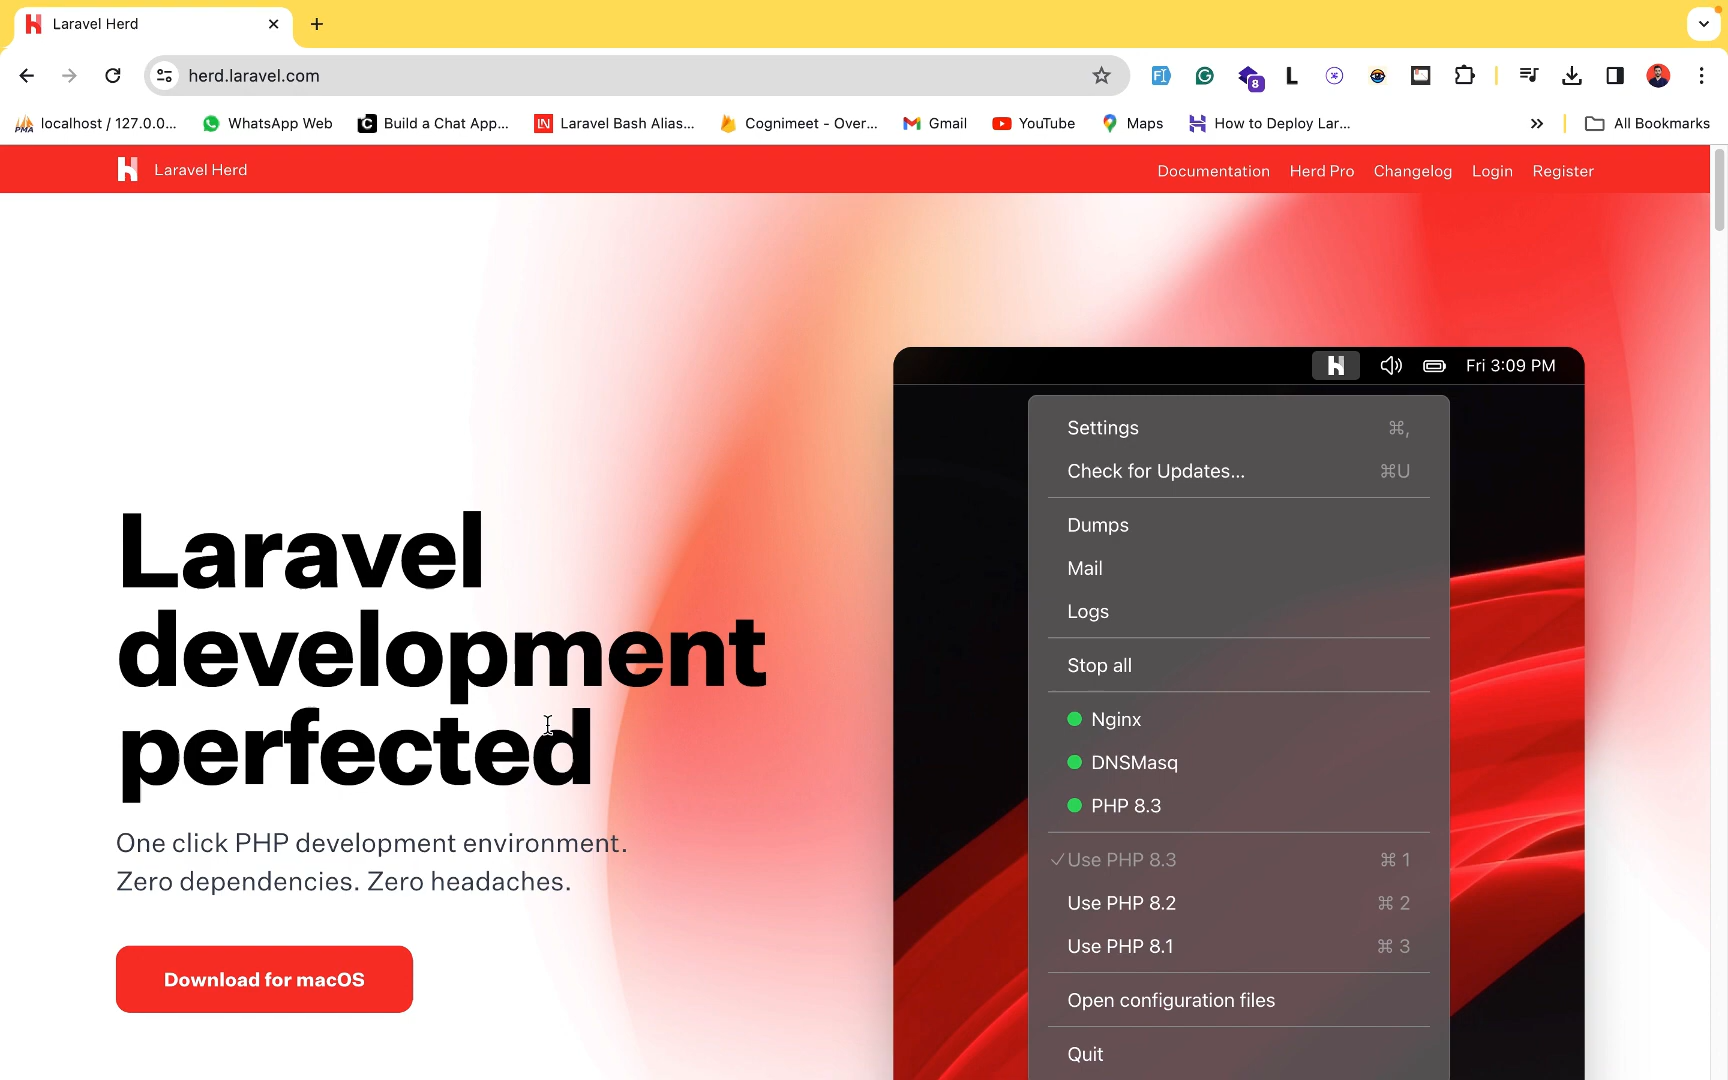 Laravel Herd
herd.laravel.com
8
L
PMA localhost / 127.0.0...
WhatsApp Web
Build a Chat App...
LN Laravel Bash Alias...
Cognimeet - Over...
Gmail
YouTube
Maps
How to Deploy Lar...
All Bookmarks
Laravel Herd
Documentation Herd Pro Changelog Login Register
Fri 3:09 PM
Settings ⌘,
Check for Updates... ⌘U
Dumps
Mail
Logs
Stop all
Nginx
DNSMasq
PHP 8.3
✓Use PHP 8.3 ⌘ 1
Use PHP 8.2 ⌘ 2
Use PHP 8.1 ⌘ 3
Open configuration files
Quit
Laravel
development
perfected
One click PHP development environment.
Zero dependencies. Zero headaches.
Download for macOS